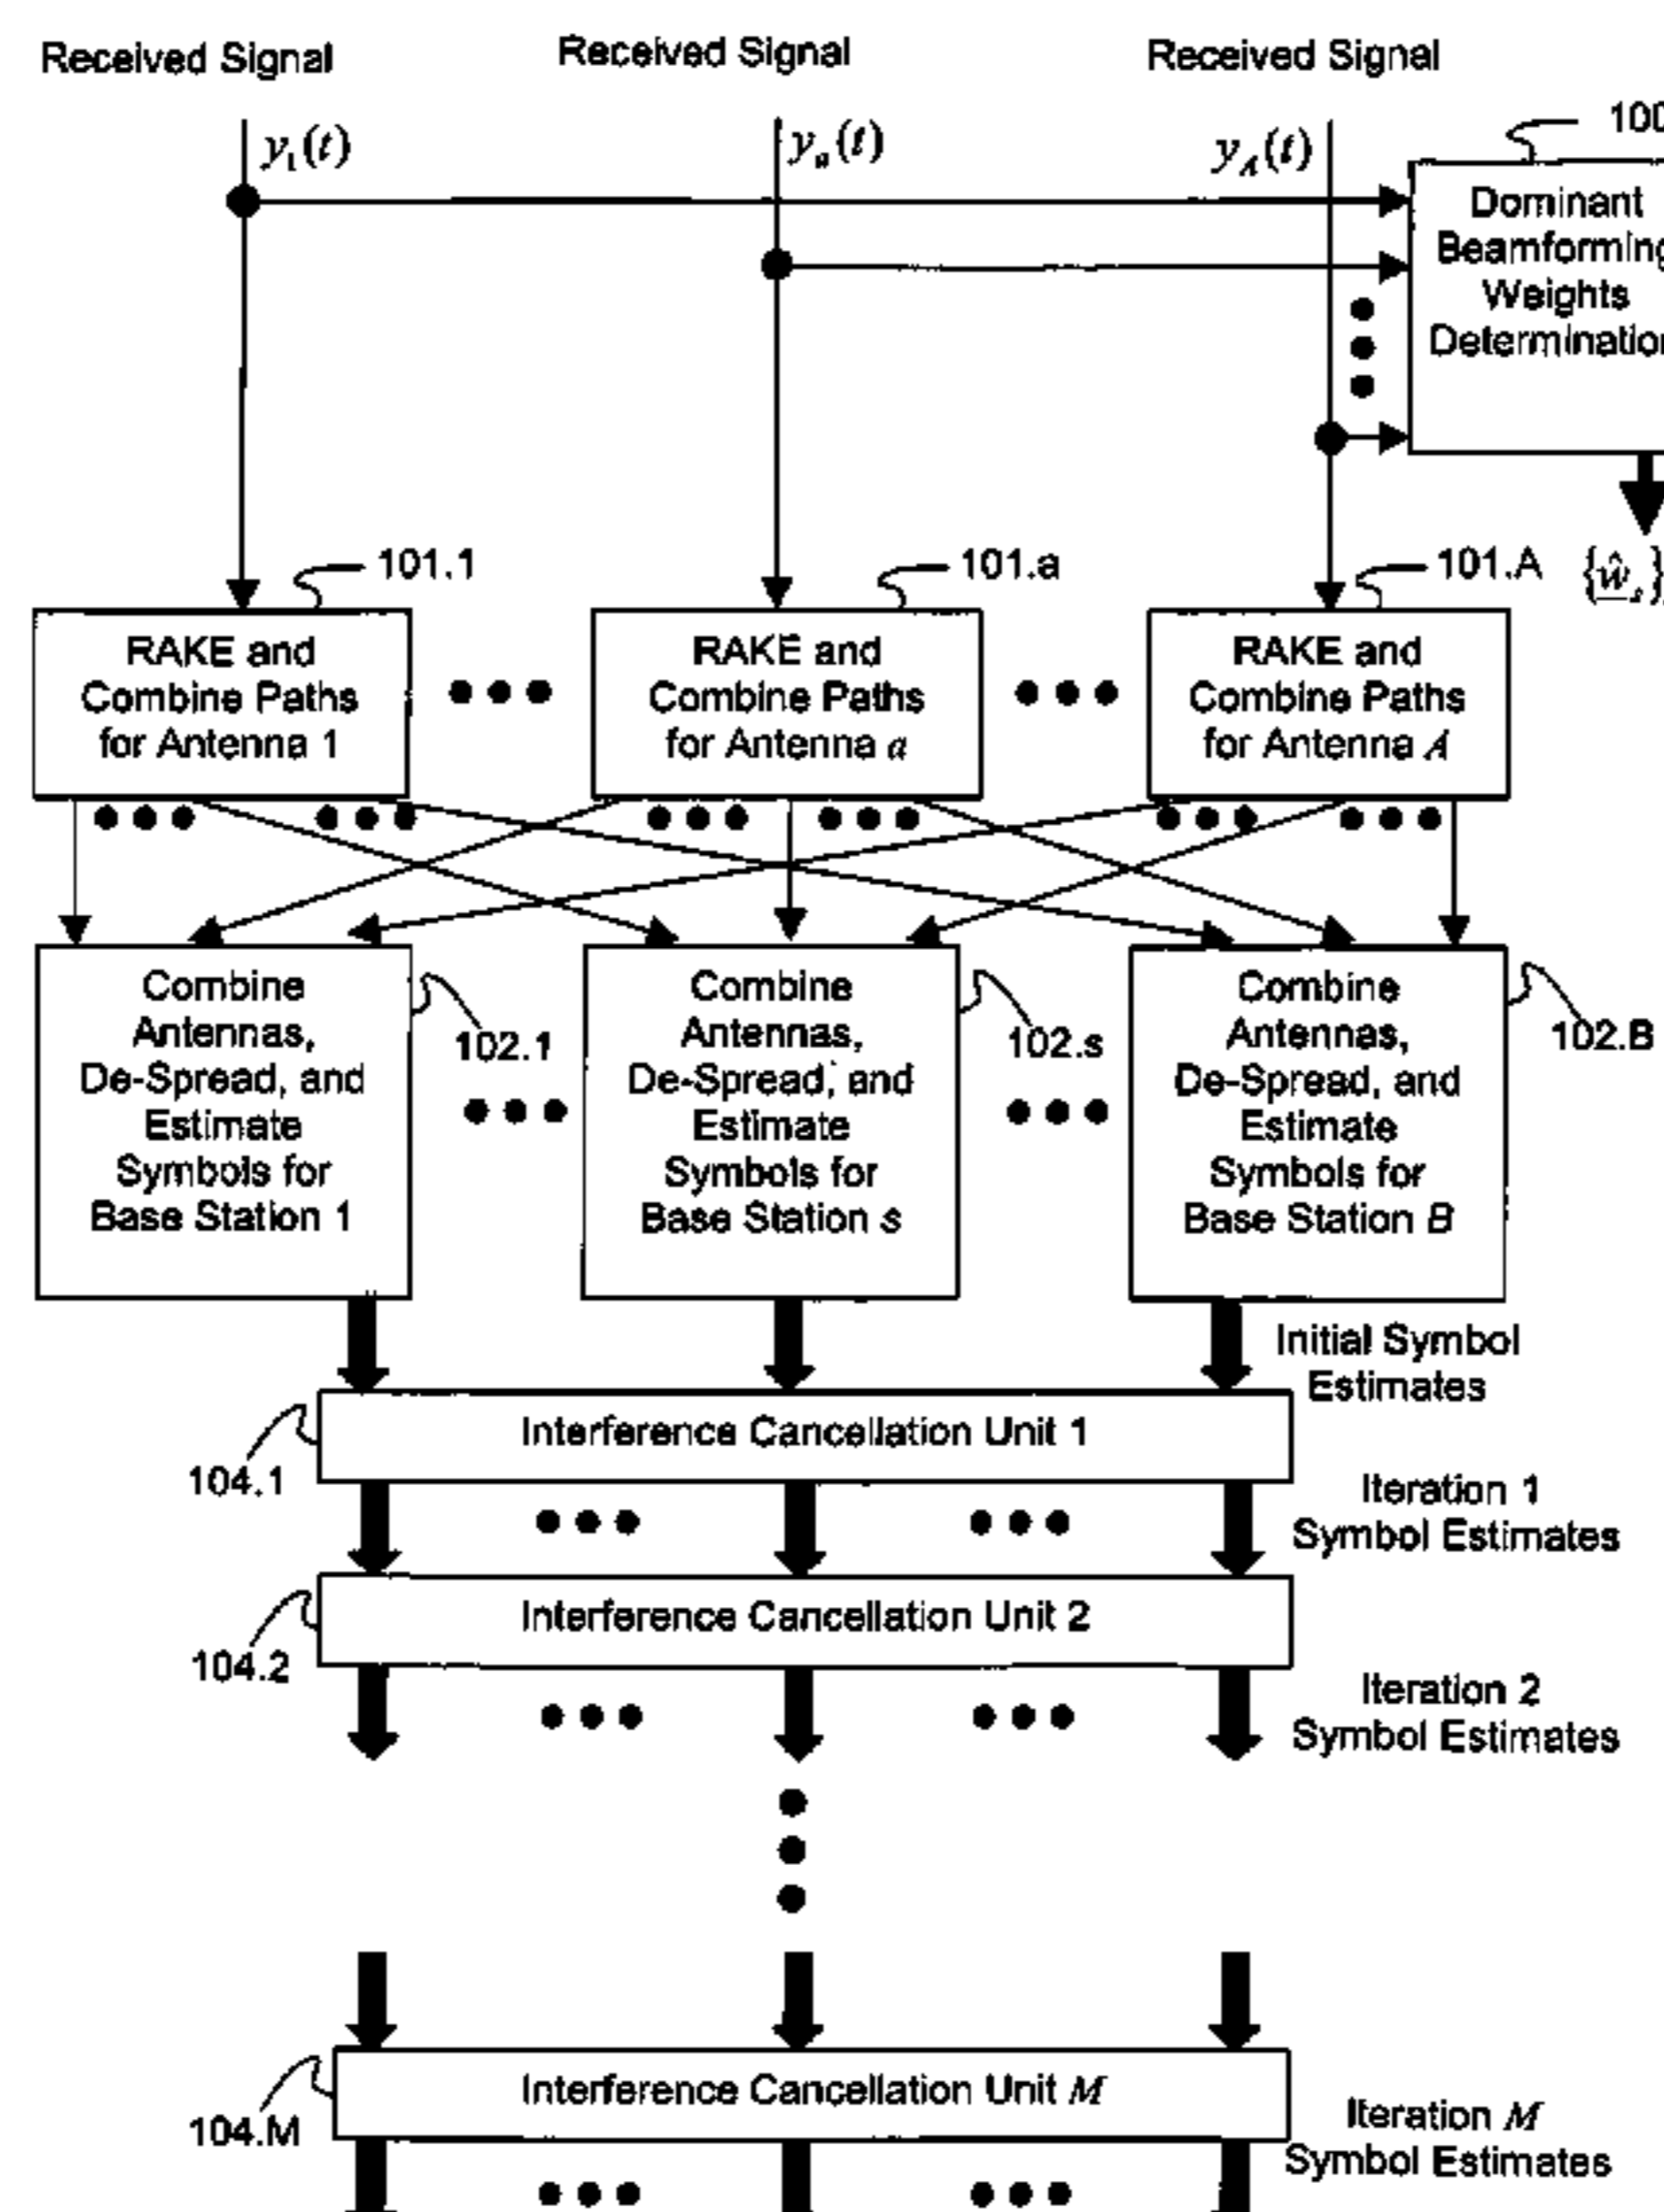 Received Signal
Received Signal
Received Signal
y₁(t)
yₐ(t)
y_A(t)
100
Dominant
Beamforming
Weights
Determination
101.1
101.a
101.A
{ŵ_s}
RAKE and
Combine Paths
for Antenna 1
RAKE and
Combine Paths
for Antenna a
RAKE and
Combine Paths
for Antenna A
Combine
Antennas,
De-Spread, and
Estimate
Symbols for
Base Station 1
102.1
Combine
Antennas,
De-Spread, and
Estimate
Symbols for
Base Station s
102.s
Combine
Antennas,
De-Spread, and
Estimate
Symbols for
Base Station B
102.B
Initial Symbol
Estimates
Interference Cancellation Unit 1
104.1
Iteration 1
Symbol Estimates
Interference Cancellation Unit 2
104.2
Iteration 2
Symbol Estimates
Interference Cancellation Unit M
104.M
Iteration M
Symbol Estimates